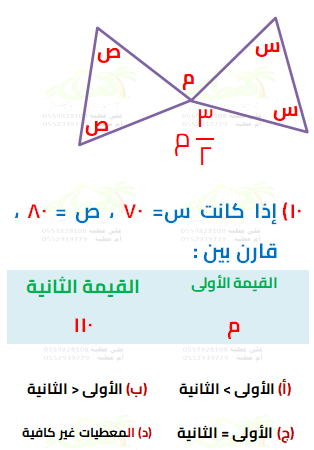 ص
س
م
ص
س
٣/٢ م
١٠) إذا كانت س= ٧٠ ، ص = ٨٠ ،
قارن بين :
القيمة الأولى القيمة الثانية
م ١١٠
(أ) الأولى > الثانية (ب) الأولى < الثانية
(ج) الأولى = الثانية (د) المعطيات غير كافية